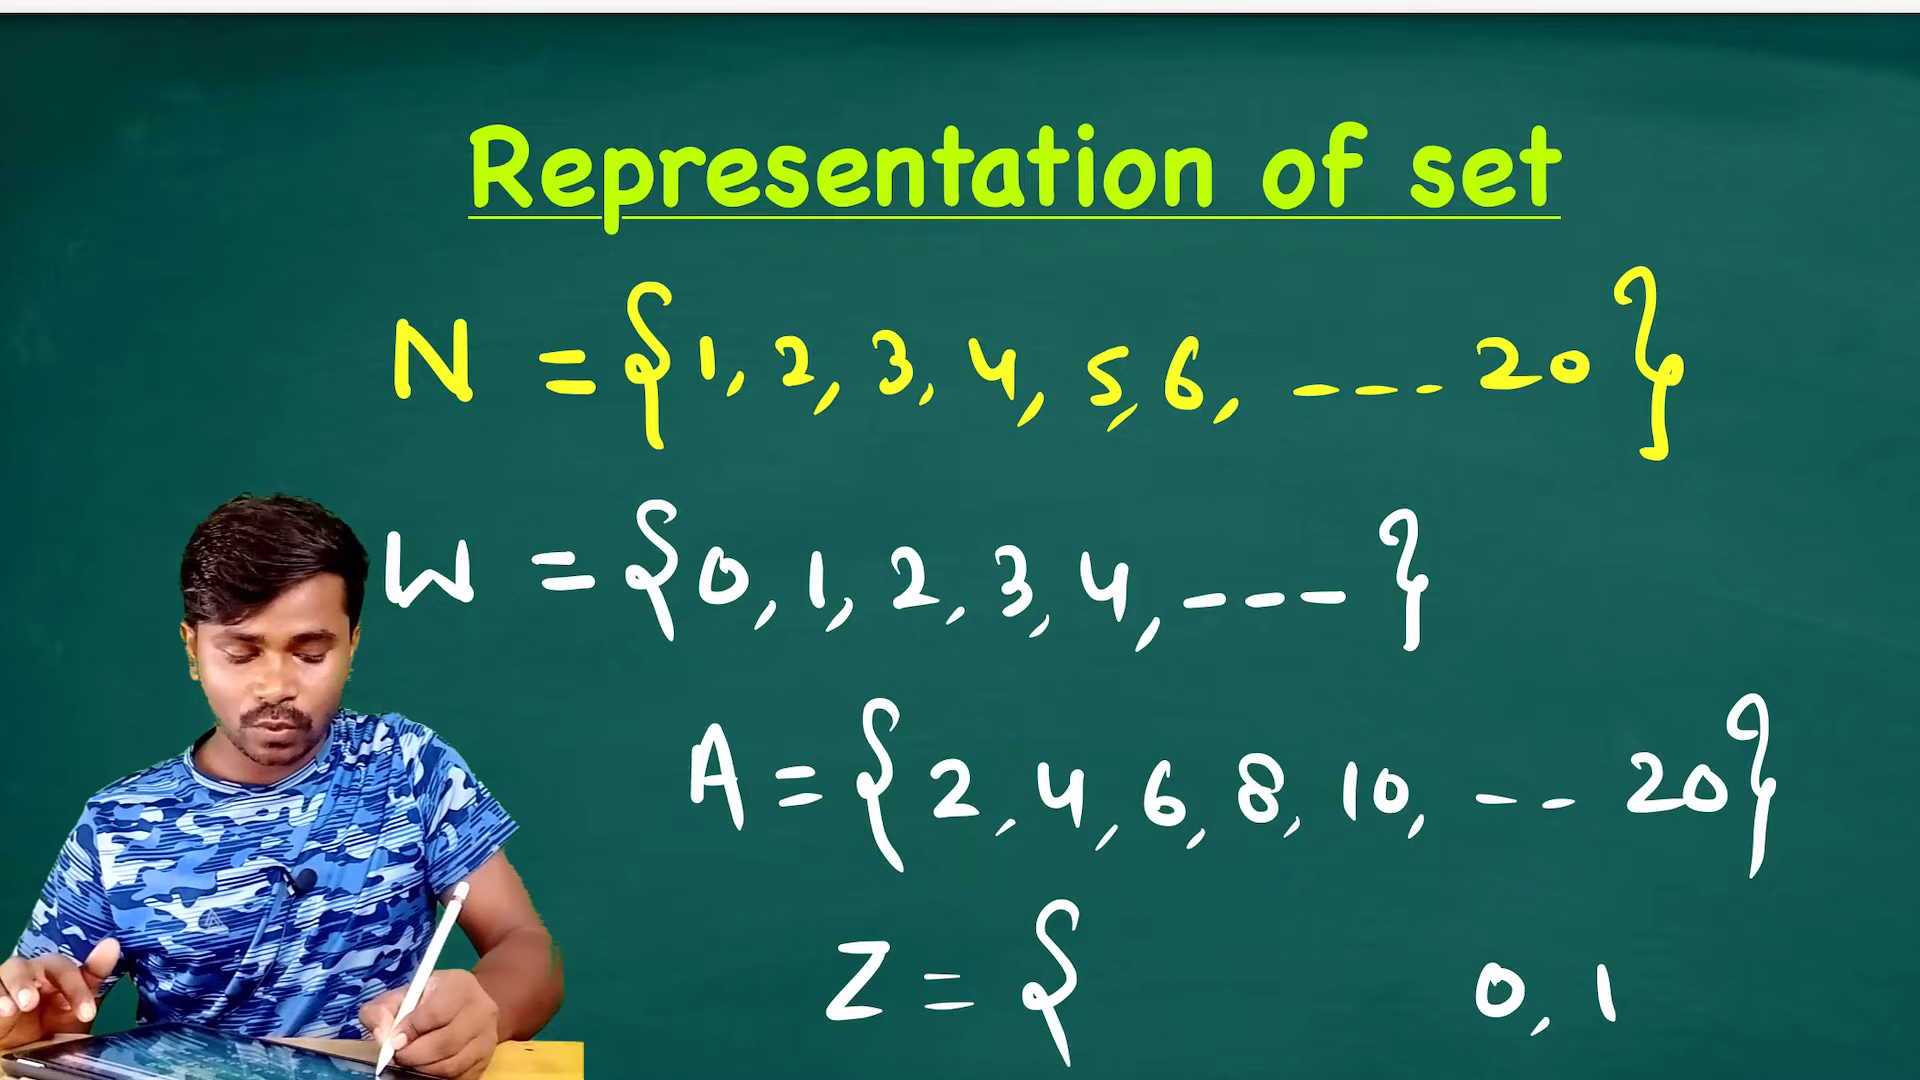 Representation of set
N = {1, 2, 3, 4, 5, 6, ---- 20}
W = {0, 1, 2, 3, 4, --- }
A = {2, 4, 6, 8, 10, -- 20}
Z = { 0, 1